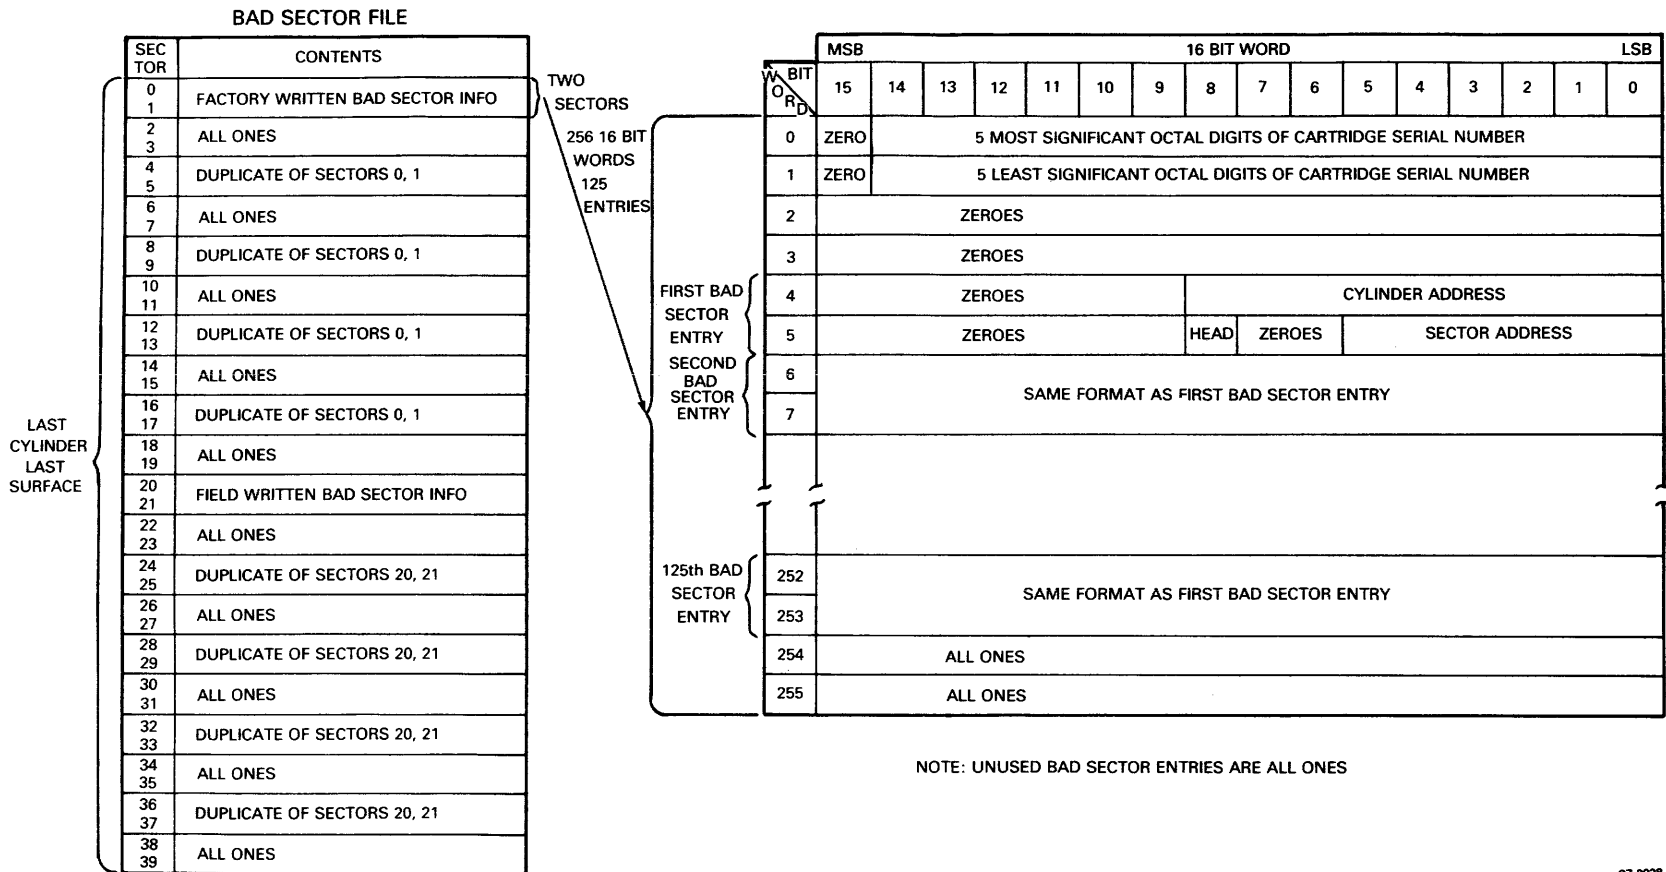 BAD SECTOR FILE
SEC
TOR
CONTENTS
0
1
FACTORY WRITTEN BAD SECTOR INFO
2
3
ALL ONES
4
5
DUPLICATE OF SECTORS 0, 1
6
7
ALL ONES
8
9
DUPLICATE OF SECTORS 0, 1
10
11
ALL ONES
12
13
DUPLICATE OF SECTORS 0, 1
14
15
ALL ONES
16
17
DUPLICATE OF SECTORS 0, 1
18
19
ALL ONES
20
21
FIELD WRITTEN BAD SECTOR INFO
22
23
ALL ONES
24
25
DUPLICATE OF SECTORS 20, 21
26
27
ALL ONES
28
29
DUPLICATE OF SECTORS 20, 21
30
31
ALL ONES
32
33
DUPLICATE OF SECTORS 20, 21
34
35
ALL ONES
36
37
DUPLICATE OF SECTORS 20, 21
38
39
ALL ONES
LAST
CYLINDER
LAST
SURFACE
TWO
SECTORS
256 16 BIT
WORDS
125
ENTRIES
MSB 16 BIT WORD LSB
WORD BIT 15 14 13 12 11 10 9 8 7 6 5 4 3 2 1 0
0 ZERO 5 MOST SIGNIFICANT OCTAL DIGITS OF CARTRIDGE SERIAL NUMBER
1 ZERO 5 LEAST SIGNIFICANT OCTAL DIGITS OF CARTRIDGE SERIAL NUMBER
2 ZEROES
3 ZEROES
FIRST BAD
SECTOR
ENTRY
4 ZEROES CYLINDER ADDRESS
5 ZEROES HEAD ZEROES SECTOR ADDRESS
SECOND
BAD
SECTOR
ENTRY
6
7
SAME FORMAT AS FIRST BAD SECTOR ENTRY
125th BAD
SECTOR
ENTRY
252
253
SAME FORMAT AS FIRST BAD SECTOR ENTRY
254 ALL ONES
255 ALL ONES
NOTE: UNUSED BAD SECTOR ENTRIES ARE ALL ONES